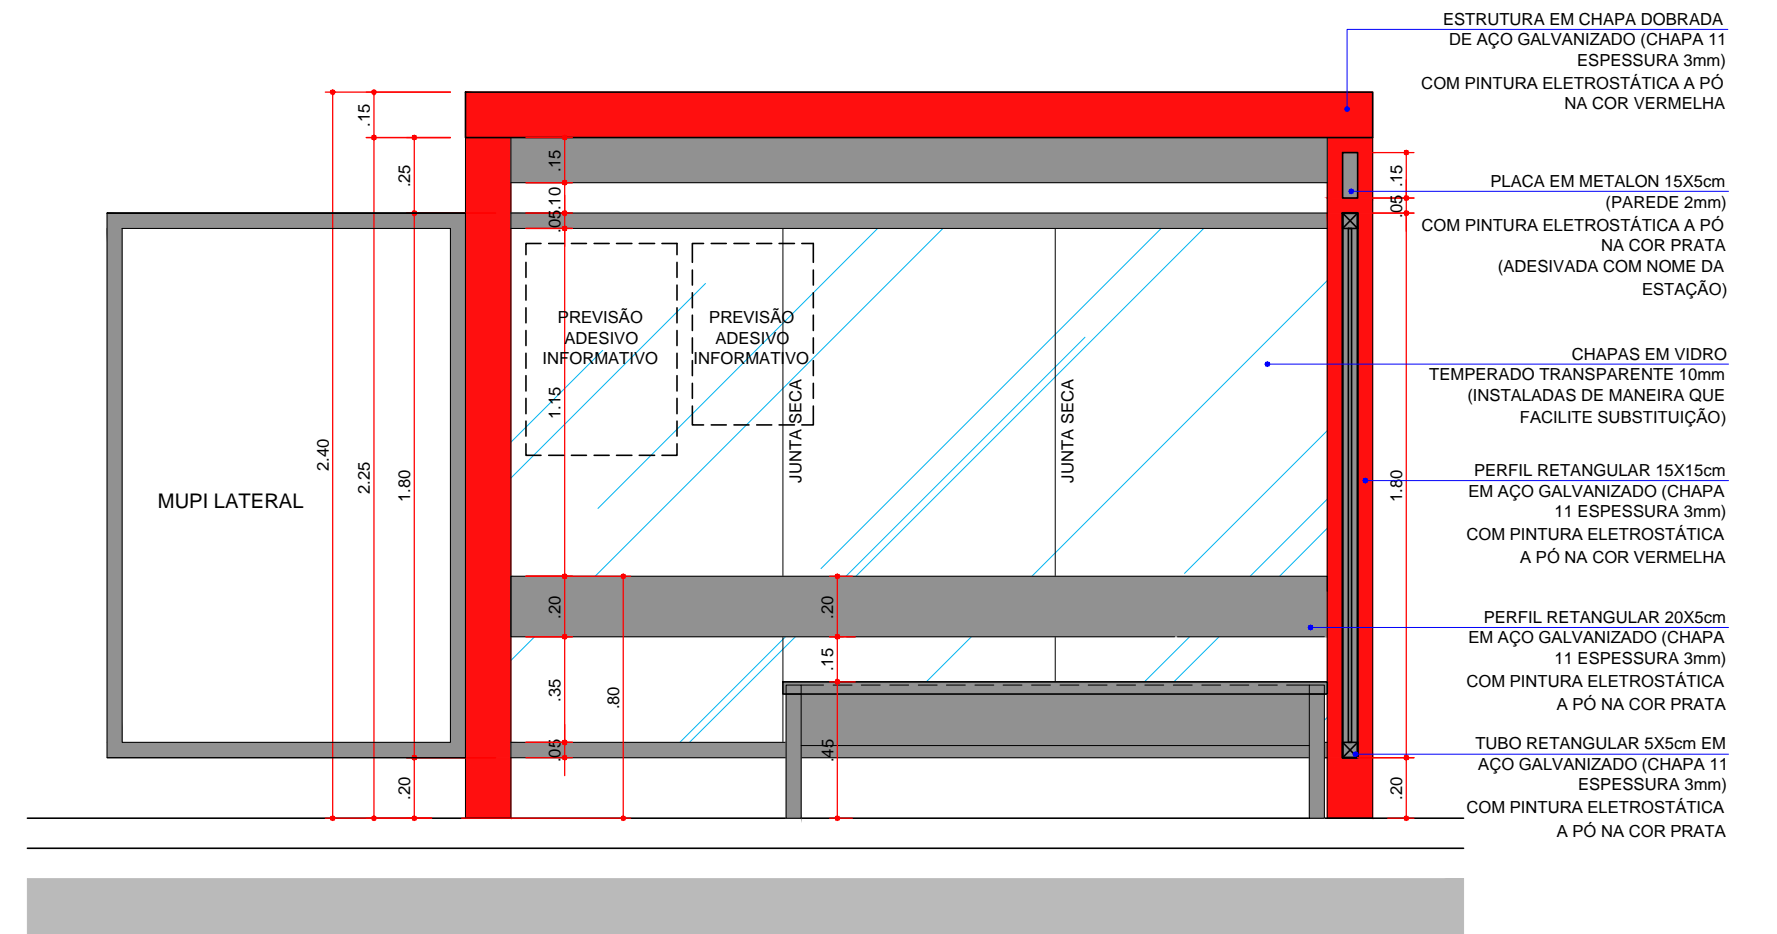 ESTRUTURA EM CHAPA DOBRADA
DE AÇO GALVANIZADO (CHAPA 11
ESPESSURA 3mm)
COM PINTURA ELETROSTÁTICA A PÓ
NA COR VERMELHA
PLACA EM METALON 15X5cm
(PAREDE 2mm)
COM PINTURA ELETROSTÁTICA A PÓ
NA COR PRATA
(ADESIVADA COM NOME DA
ESTAÇÃO)
CHAPAS EM VIDRO
TEMPERADO TRANSPARENTE 10mm
(INSTALADAS DE MANEIRA QUE
FACILITE SUBSTITUIÇÃO)
PERFIL RETANGULAR 15X15cm
EM AÇO GALVANIZADO (CHAPA
11 ESPESSURA 3mm)
COM PINTURA ELETROSTÁTICA
A PÓ NA COR VERMELHA
PERFIL RETANGULAR 20X5cm
EM AÇO GALVANIZADO (CHAPA
11 ESPESSURA 3mm)
COM PINTURA ELETROSTÁTICA
A PÓ NA COR PRATA
TUBO RETANGULAR 5X5cm EM
AÇO GALVANIZADO (CHAPA 11
ESPESSURA 3mm)
COM PINTURA ELETROSTÁTICA
A PÓ NA COR PRATA
MUPI LATERAL
PREVISÃO
ADESIVO
INFORMATIVO
PREVISÃO
ADESIVO
INFORMATIVO
JUNTA SECA
JUNTA SECA
2.40
.15
2.25
.25
1.80
.20
.15
.10
.05
1.15
.20
.35
.05
.80
.20
.15
.45
.15
.05
1.80
.20